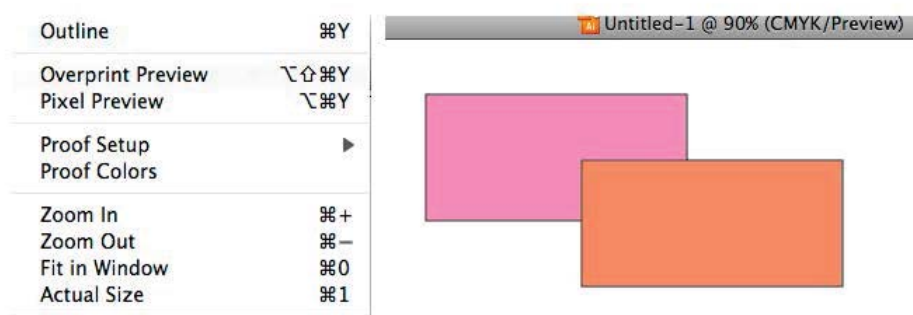 Outline ⌘Y
Overprint Preview ⌥⇧⌘Y
Pixel Preview ⌥⌘Y
Proof Setup ▶
Proof Colors
Zoom In ⌘+
Zoom Out ⌘−
Fit in Window ⌘0
Actual Size ⌘1
Ai Untitled-1 @ 90% (CMYK/Preview)